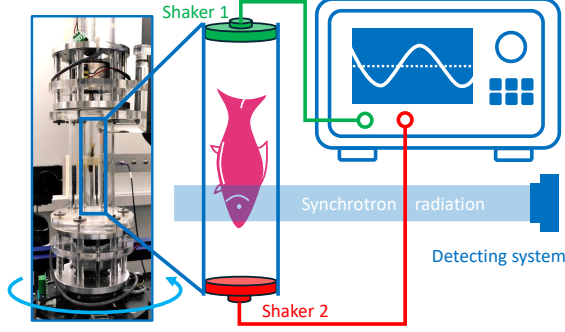 Shaker 1
Synchrotron radiation
Detecting system
Shaker 2